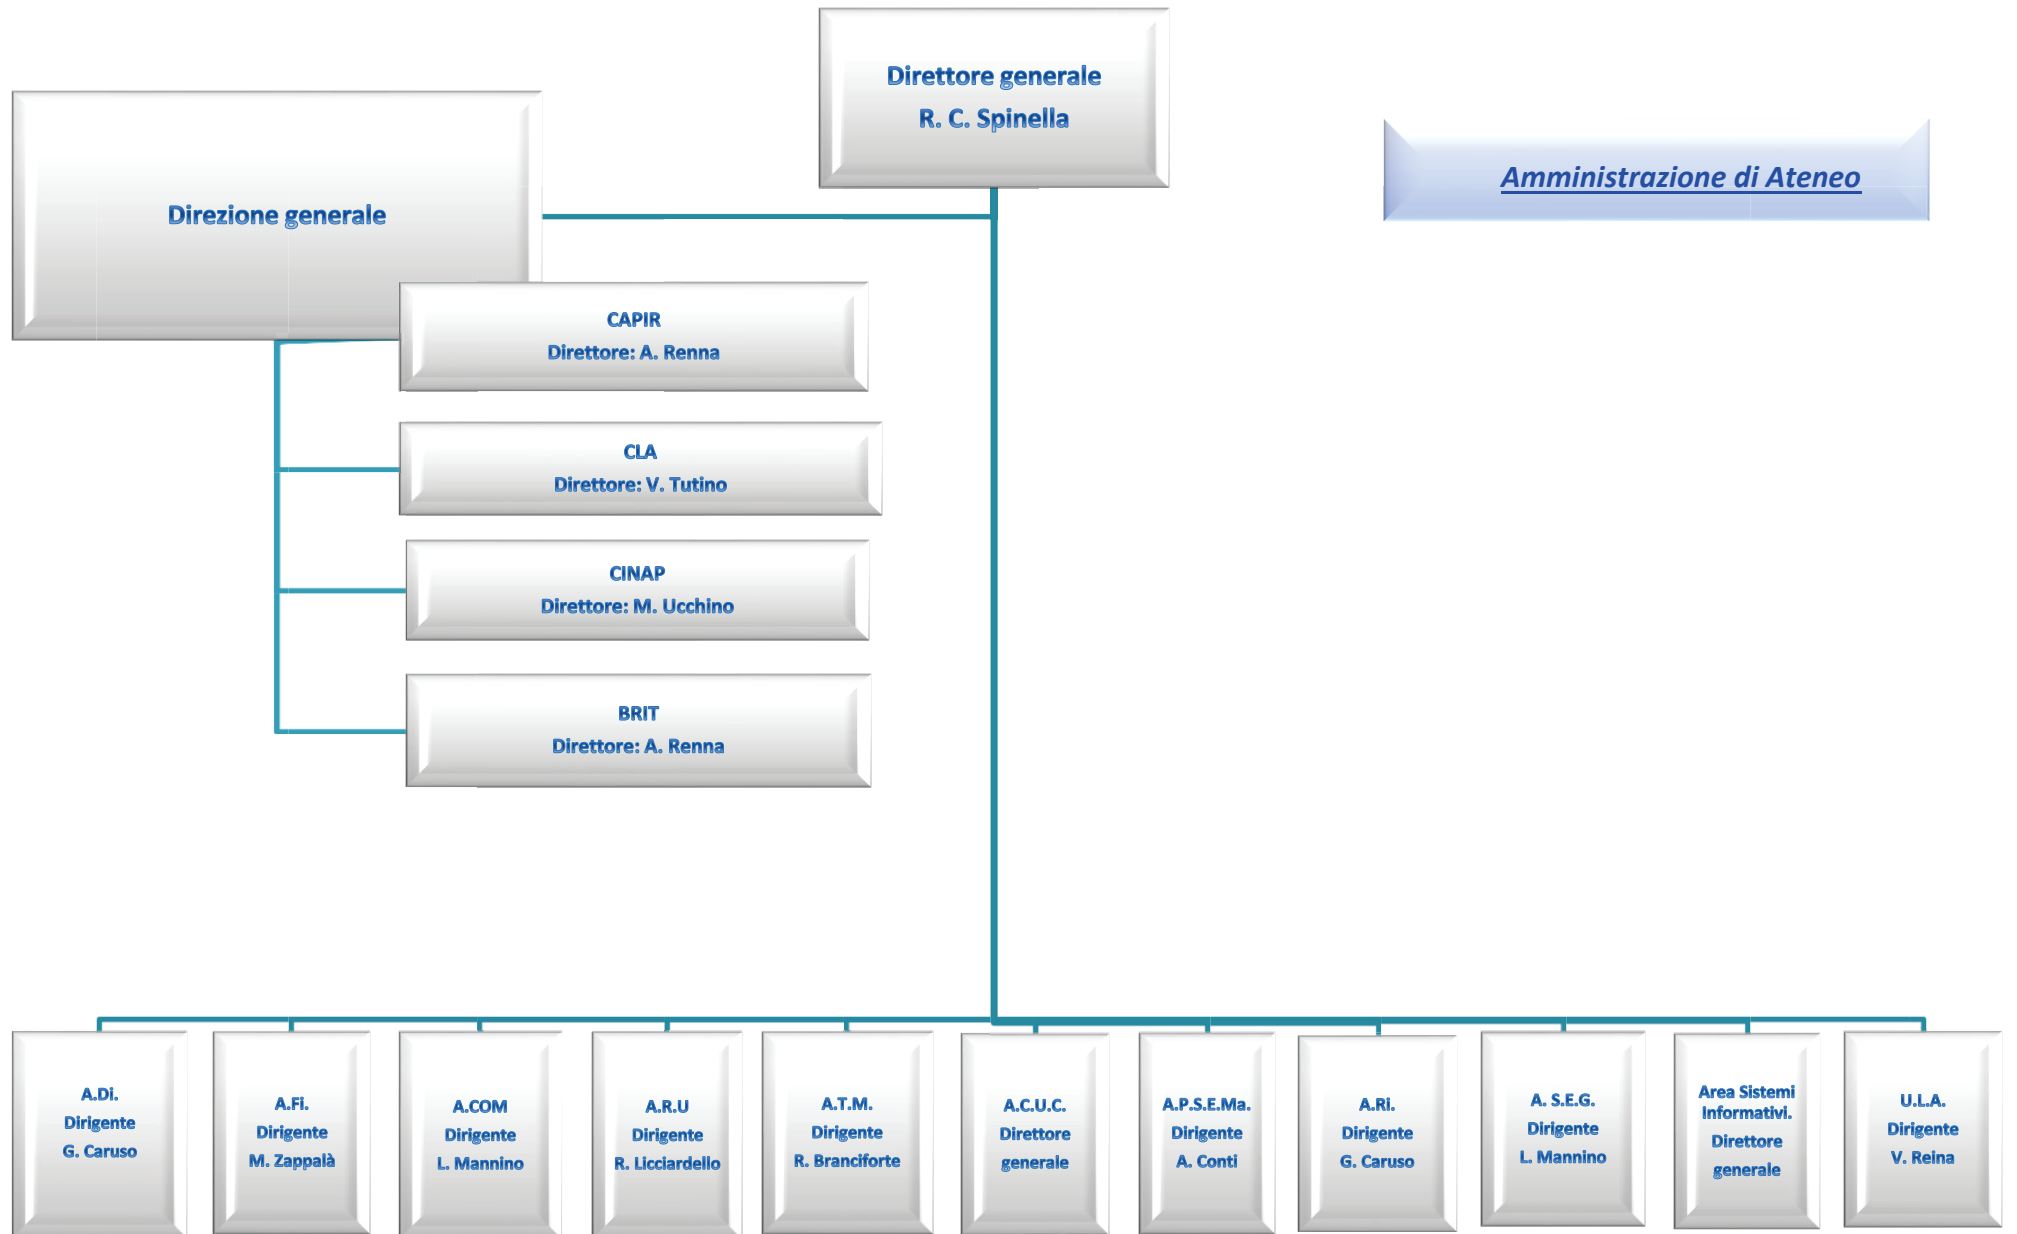 Direttore generale
R. C. Spinella
Amministrazione di Ateneo
Direzione generale
CAPIR
Direttore: A. Renna
CLA
Direttore: V. Tutino
CINAP
Direttore: M. Ucchino
BRIT
Direttore: A. Renna
A.Di.
Dirigente
G. Caruso
A.Fi.
Dirigente
M. Zappalà
A.COM
Dirigente
L. Mannino
A.R.U
Dirigente
R. Licciardello
A.T.M.
Dirigente
R. Branciforte
A.C.U.C.
Direttore
generale
A.P.S.E.Ma.
Dirigente
A. Conti
A.Ri.
Dirigente
G. Caruso
A. S.E.G.
Dirigente
L. Mannino
Area Sistemi
Informativi.
Direttore
generale
U.L.A.
Dirigente
V. Reina